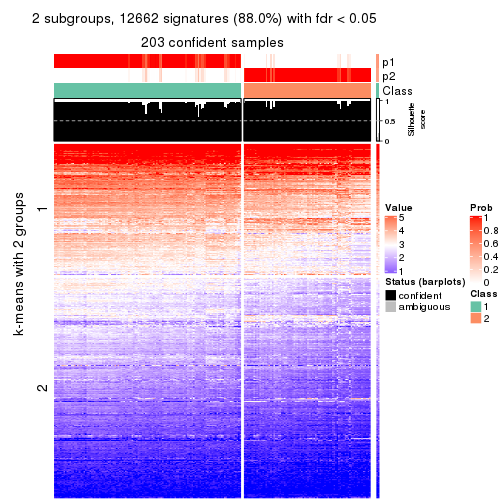 2 subgroups, 12662 signatures (88.0%) with fdr < 0.05
203 confident samples
p1
p2
Class
1
0.5
0
Silhouette
score
k-means with 2 groups
1
2
Value
5
4
3
2
1
Status (barplots)
confident
ambiguous
Prob
1
0.8
0.6
0.4
0.2
0
Class
1
2